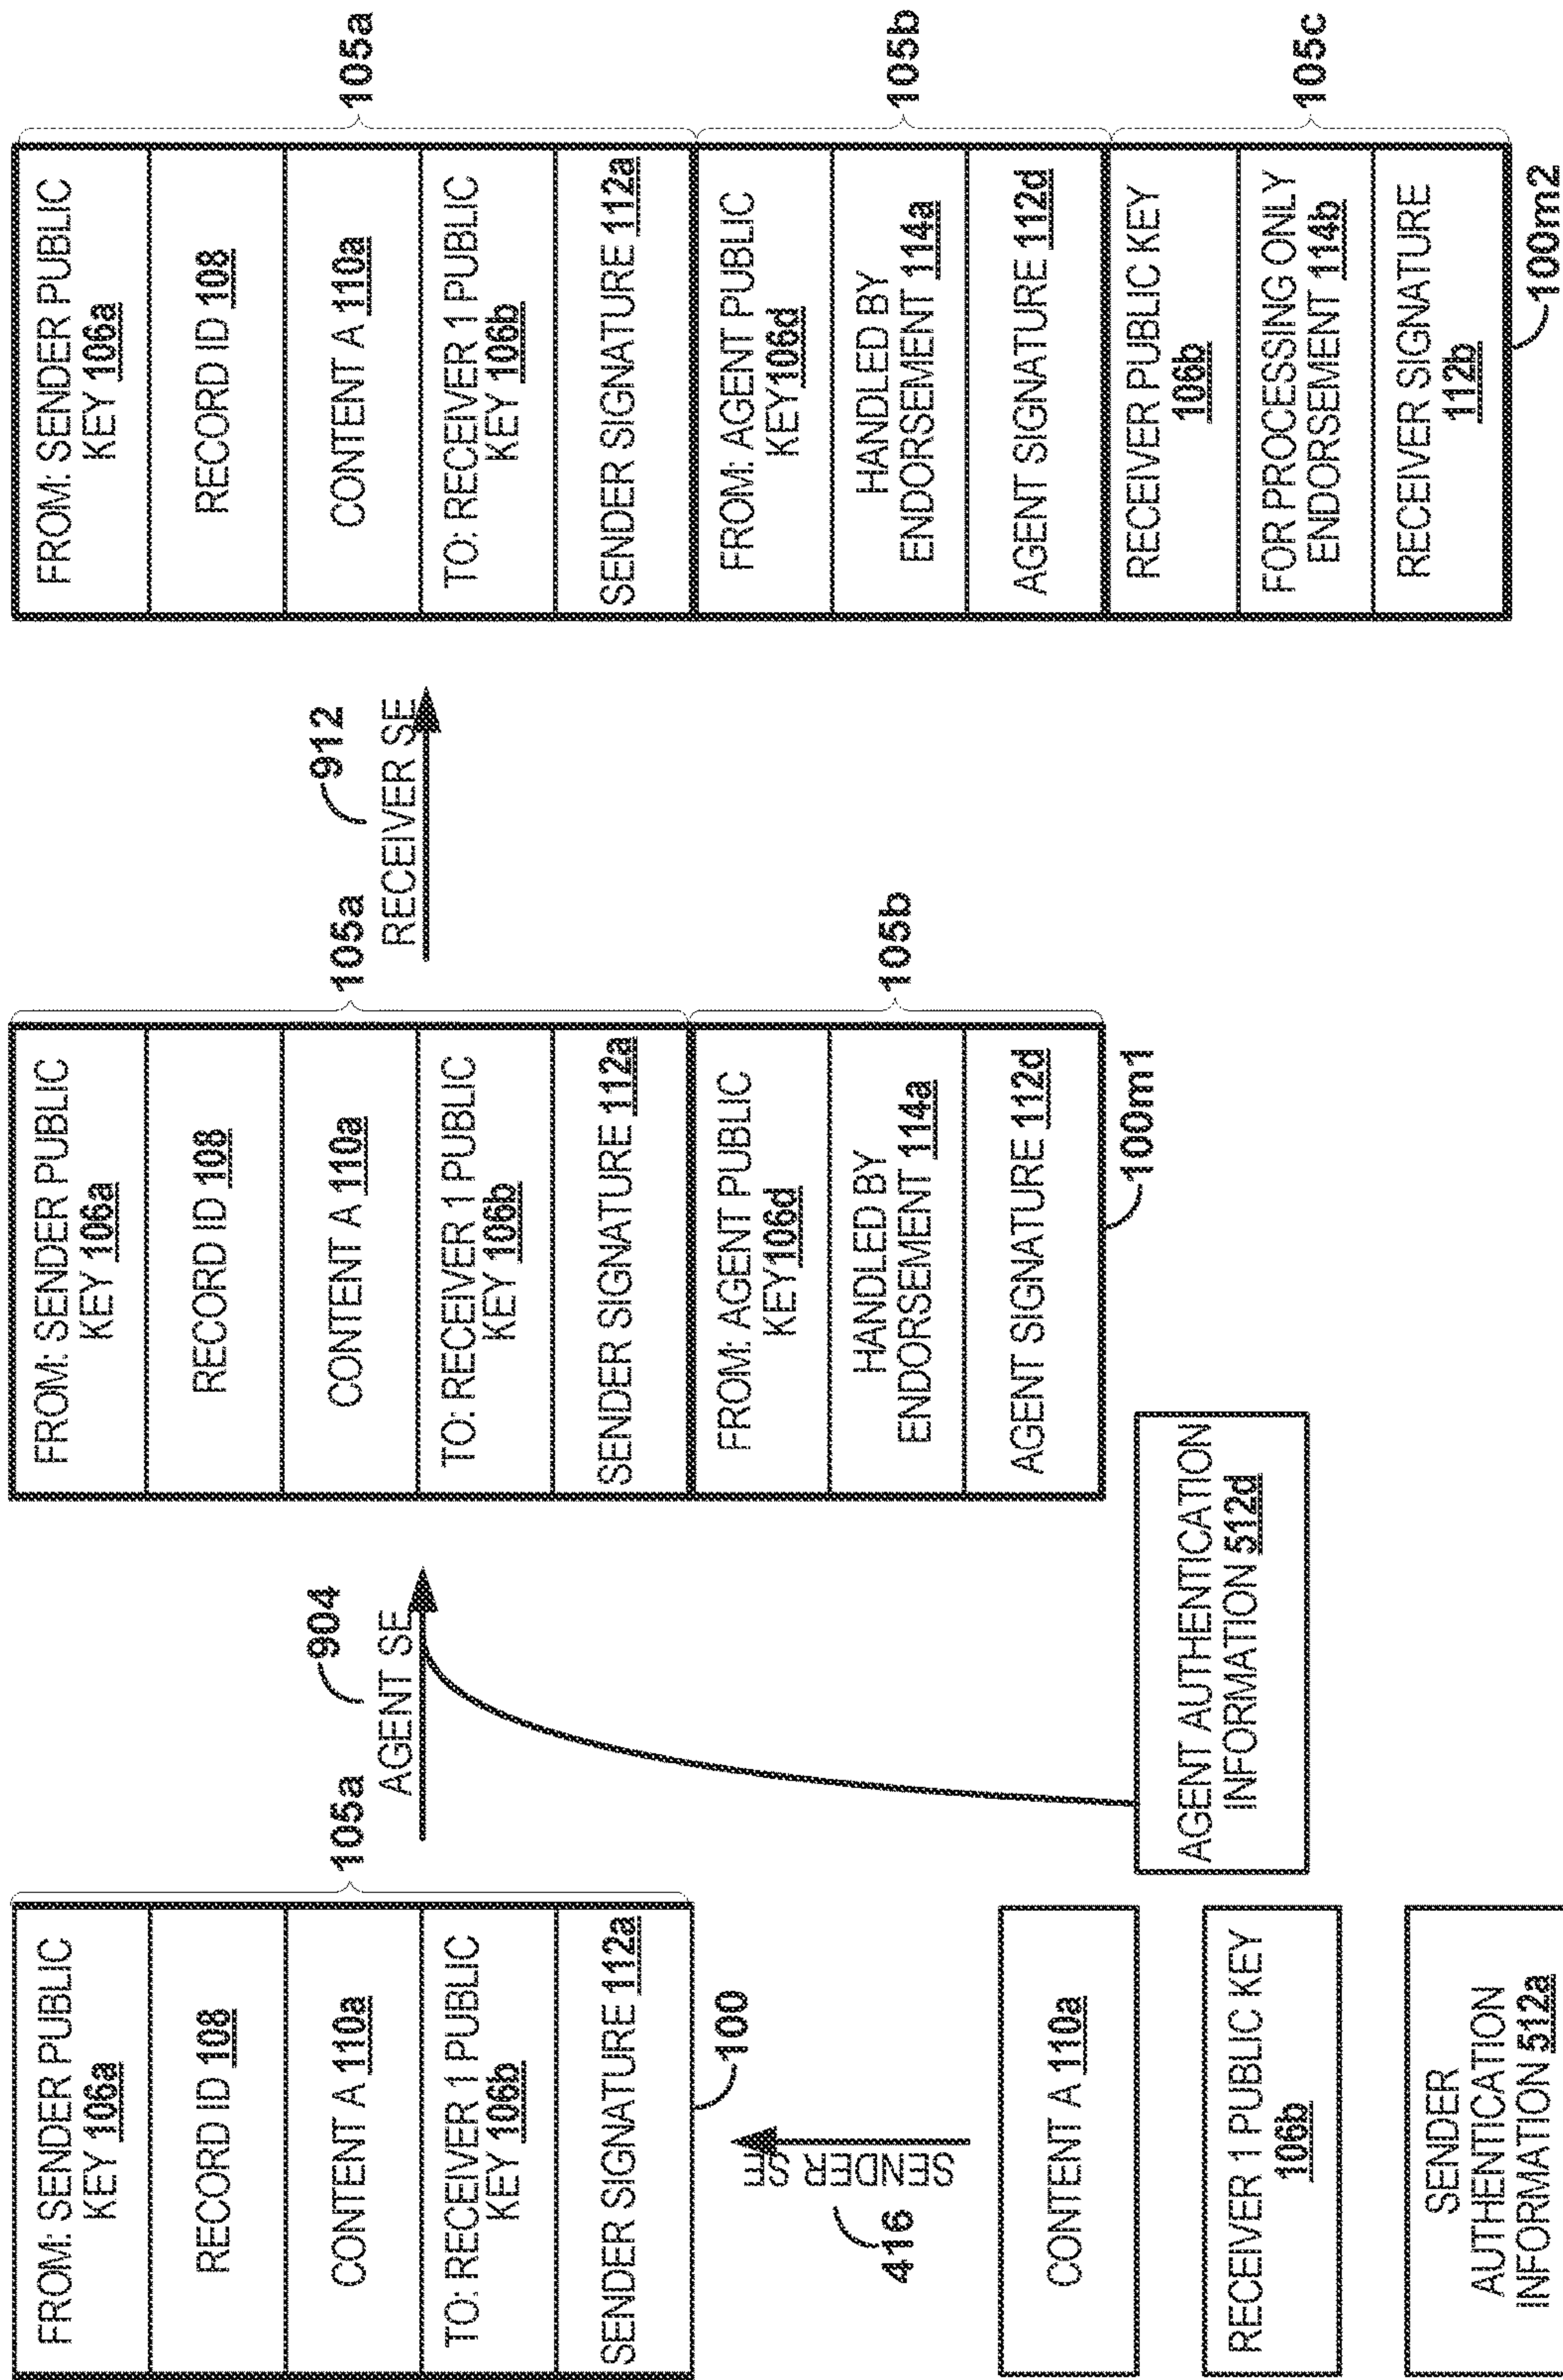 FROM: SENDER PUBLIC
KEY 106a
RECORD ID 108
CONTENT A 110a
TO: RECEIVER 1 PUBLIC
KEY 106b
SENDER SIGNATURE 112a
105a
100
416
SENDER SE
CONTENT A 110a
RECEIVER 1 PUBLIC KEY
106b
SENDER
AUTHENTICATION
INFORMATION 512a
904
AGENT SE
AGENT AUTHENTICATION
INFORMATION 512d
FROM: SENDER PUBLIC
KEY 106a
RECORD ID 108
CONTENT A 110a
TO: RECEIVER 1 PUBLIC
KEY 106b
SENDER SIGNATURE 112a
105a
FROM: AGENT PUBLIC
KEY106d
HANDLED BY
ENDORSEMENT 114a
AGENT SIGNATURE 112d
105b
100m1
912
RECEIVER SE
FROM: SENDER PUBLIC
KEY 106a
RECORD ID 108
CONTENT A 110a
TO: RECEIVER 1 PUBLIC
KEY 106b
SENDER SIGNATURE 112a
105a
FROM: AGENT PUBLIC
KEY106d
HANDLED BY
ENDORSEMENT 114a
AGENT SIGNATURE 112d
105b
RECEIVER PUBLIC KEY
106b
FOR PROCESSING ONLY
ENDORSEMENT 114b
RECEIVER SIGNATURE
112b
105c
100m2